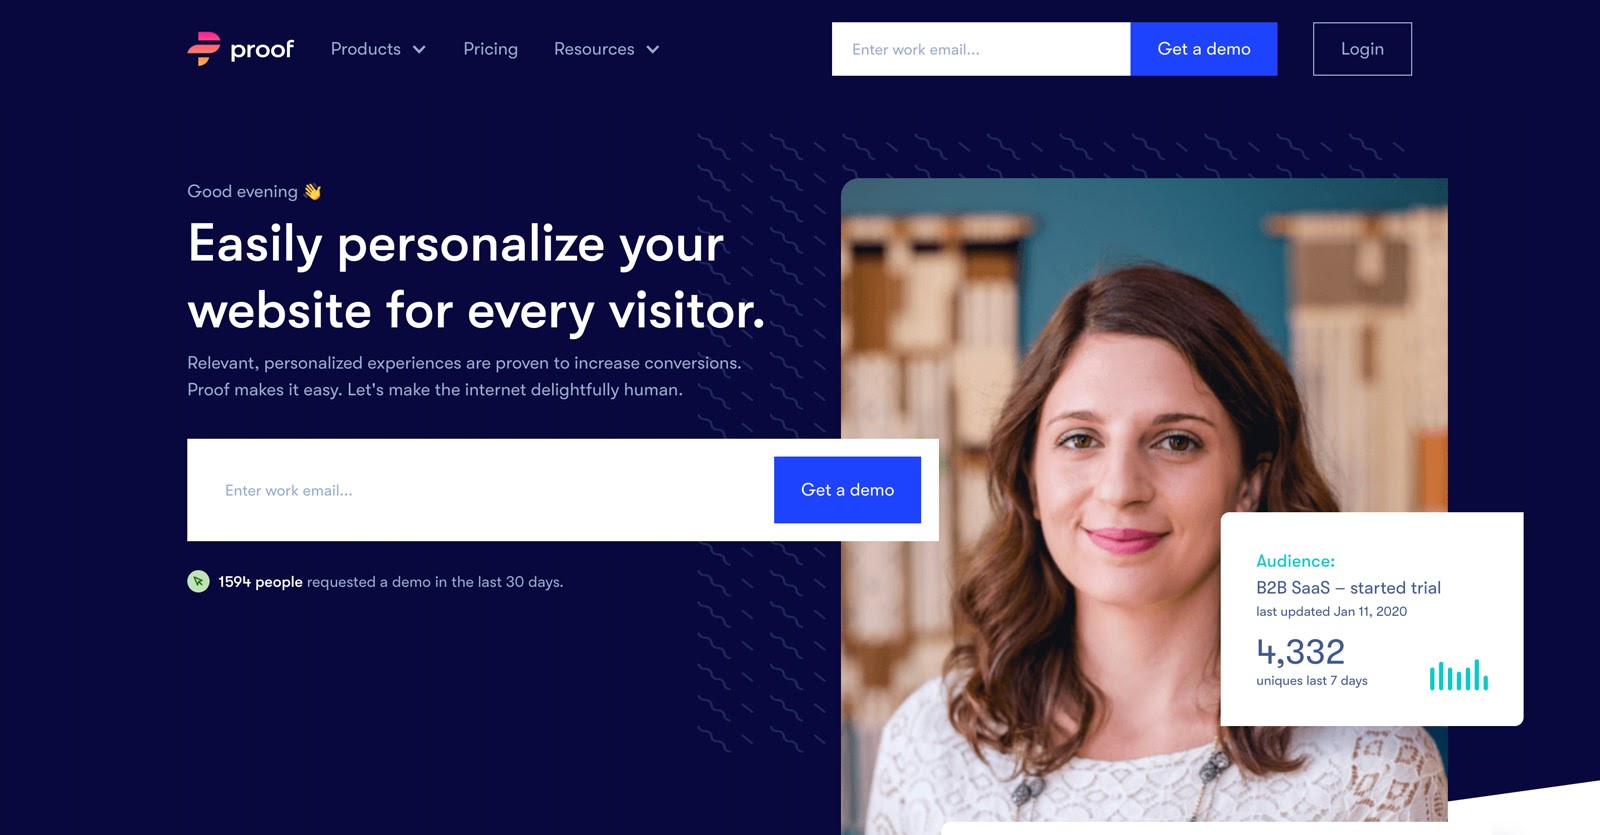 proof
Products
Pricing
Resources
Enter work email...
Get a demo
Login
Good evening 👋
Easily personalize your
website for every visitor.
Relevant, personalized experiences are proven to increase conversions.
Proof makes it easy. Let's make the internet delightfully human.
Enter work email...
Get a demo
1594 people requested a demo in the last 30 days.
Audience:
B2B SaaS – started trial
last updated Jan 11, 2020
4,332
uniques last 7 days